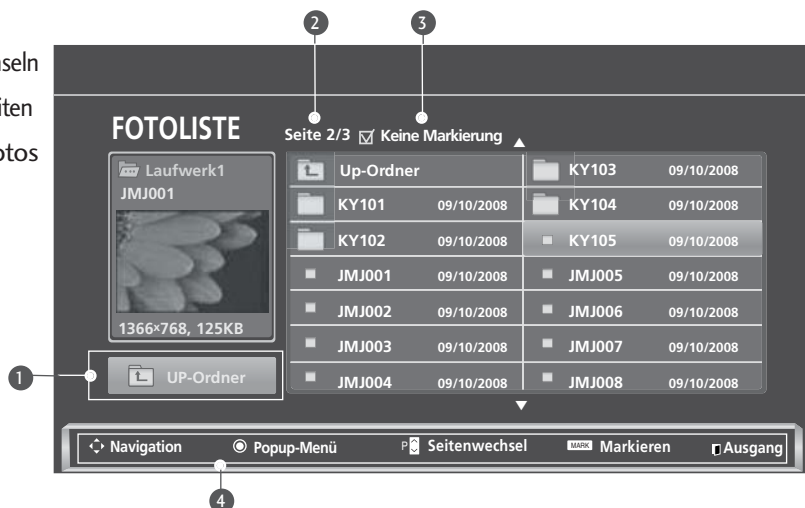 2 3
seln
iten
otos
FOTOLISTE
Seite 2/3 Keine Markierung
Laufwerk1
JMJ001
1366x768, 125KB
UP-Ordner
Up-Ordner KY103 09/10/2008
KY101 09/10/2008 KY104 09/10/2008
KY102 09/10/2008 KY105 09/10/2008
JMJ001 09/10/2008 JMJ005 09/10/2008
JMJ002 09/10/2008 JMJ006 09/10/2008
JMJ003 09/10/2008 JMJ007 09/10/2008
JMJ004 09/10/2008 JMJ008 09/10/2008
1
Navigation Popup-Menü P Seitenwechsel MARK Markieren Ausgang
4